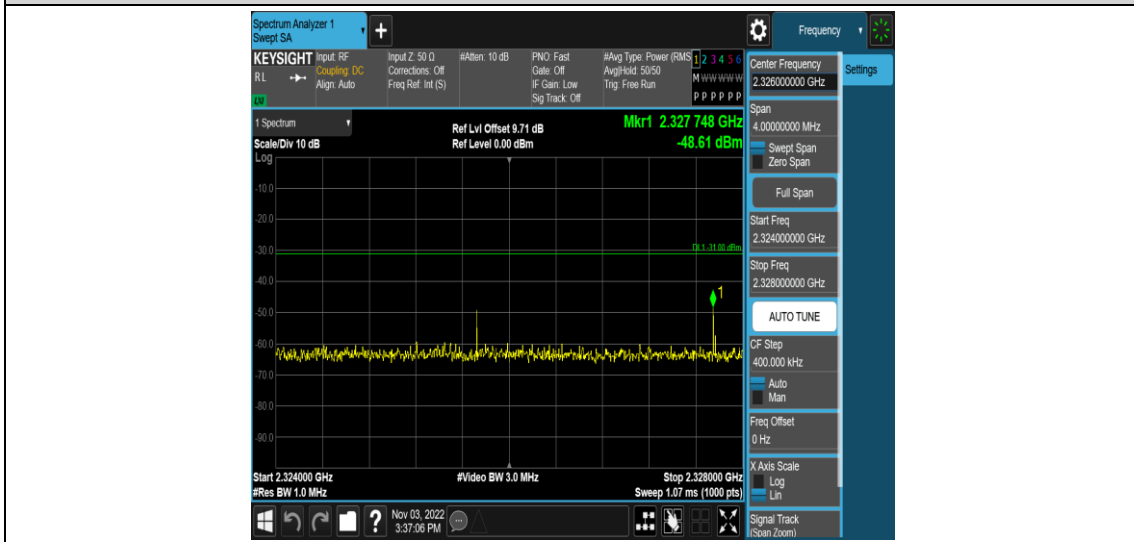 Spectrum Analyzer 1
Swept SA
+
Frequency
KEYSIGHT
RL
LXI
Input: RF
Coupling: DC
Align: Auto
Input Z: 50 Ω
Corrections: Off
Freq Ref: Int (S)
#Atten: 10 dB
PNO: Fast
Gate: Off
IF Gain: Low
Sig Track: Off
#Avg Type: Power (RMS
Avg|Hold: 50/50
Trig: Free Run
1 2 3 4 5 6
M W W W W W
P P P P P P
1 Spectrum
Scale/Div 10 dB
Ref Lvl Offset 9.71 dB
Ref Level 0.00 dBm
Mkr1 2.327 748 GHz
-48.61 dBm
Log
-10.0
-20.0
-30.0
DL1 -31.00 dBm
-40.0
1
-50.0
-60.0
-70.0
-80.0
-90.0
Start 2.324000 GHz
#Res BW 1.0 MHz
#Video BW 3.0 MHz
Stop 2.328000 GHz
Sweep 1.07 ms (1000 pts)
Center Frequency
2.326000000 GHz
Settings
Span
4.00000000 MHz
Swept Span
Zero Span
Full Span
Start Freq
2.324000000 GHz
Stop Freq
2.328000000 GHz
AUTO TUNE
CF Step
400.000 kHz
Auto
Man
Freq Offset
0 Hz
X Axis Scale
Log
Lin
Signal Track
(Span Zoom)
?
Nov 03, 2022
3:37:06 PM